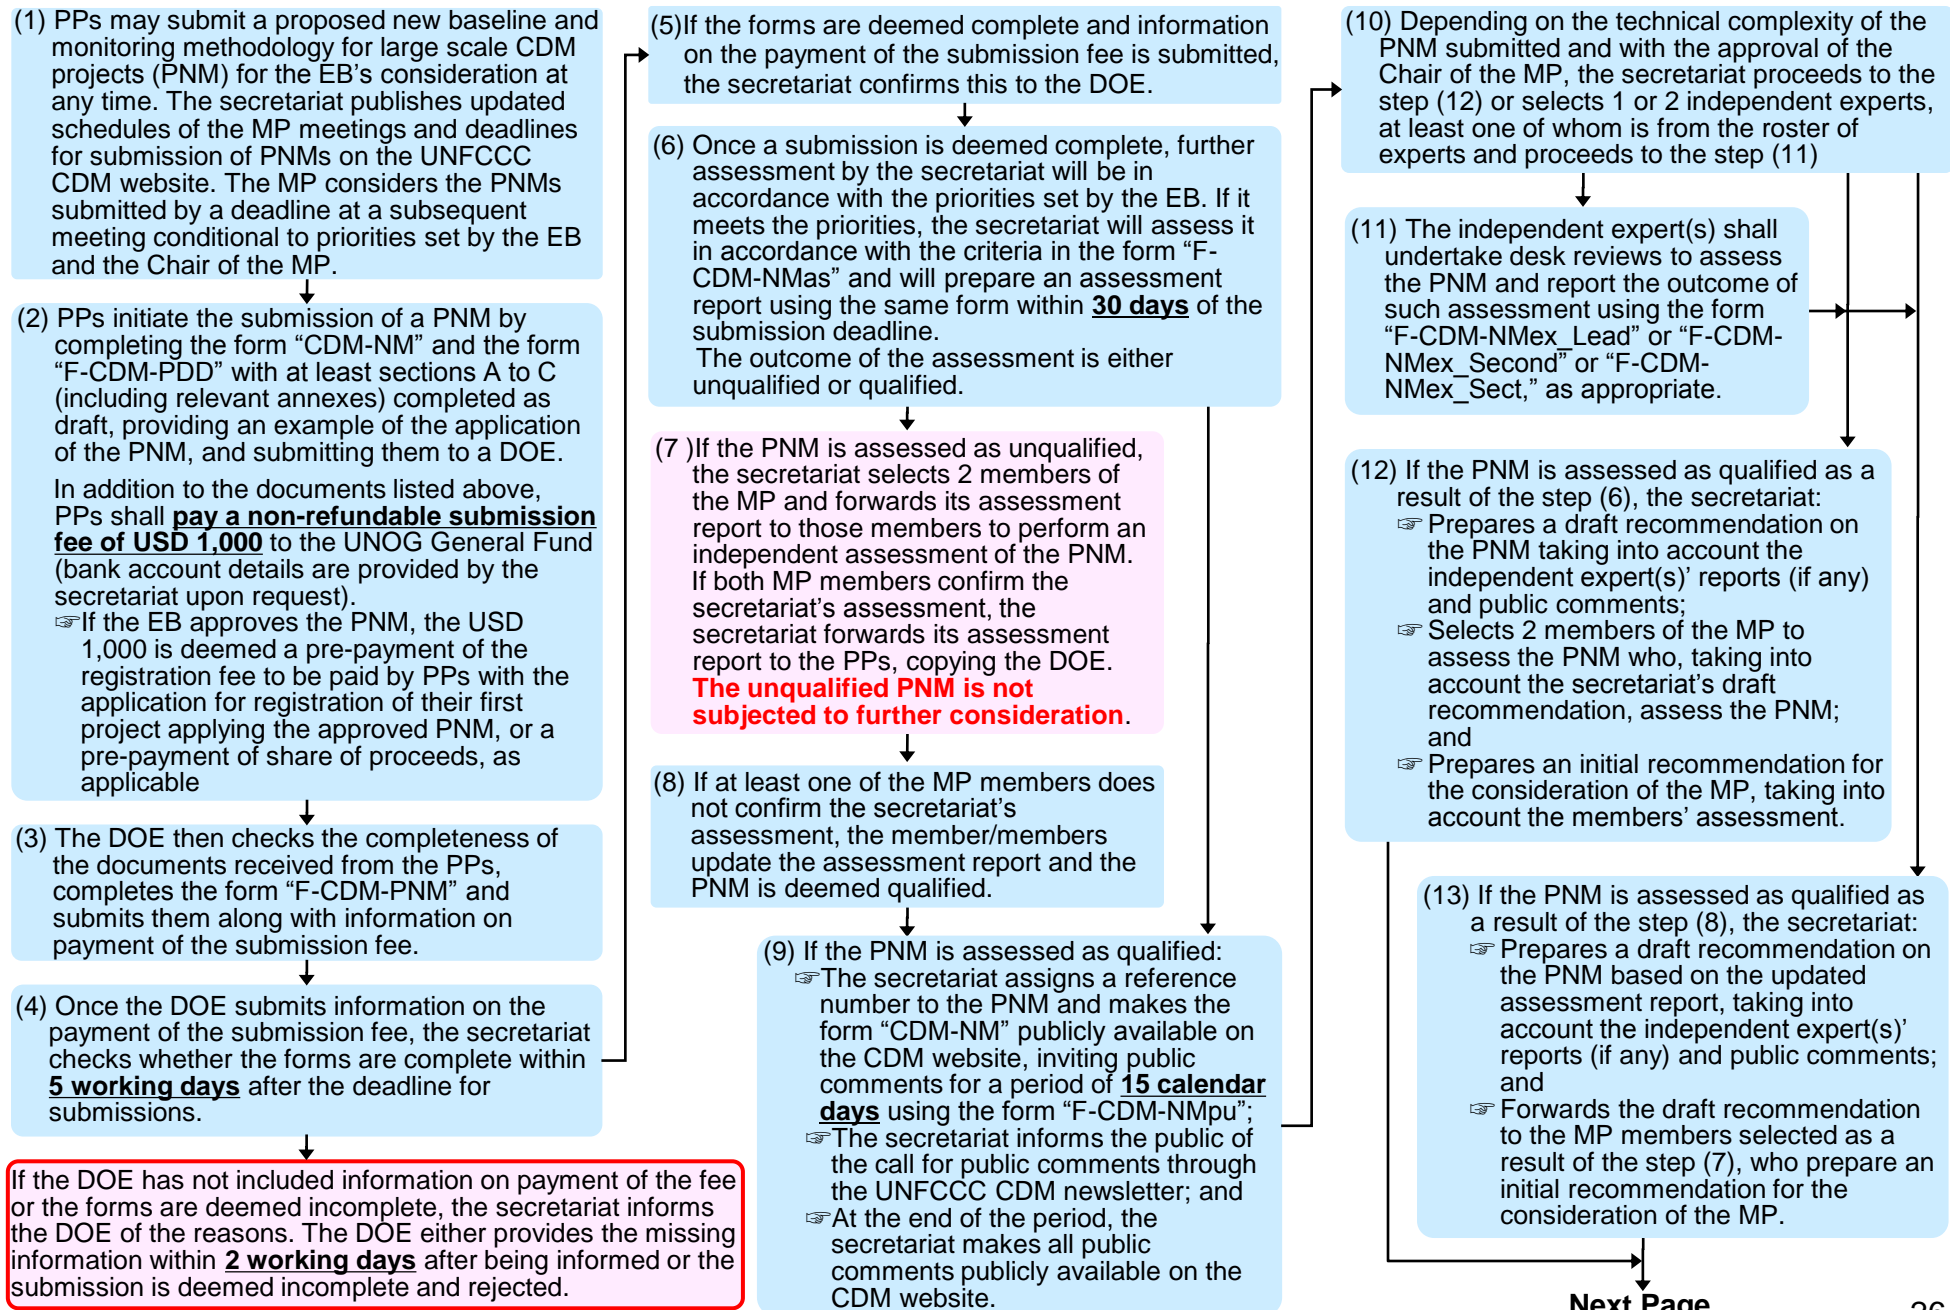 (1) PPs may submit a proposed new baseline and
monitoring methodology for large scale CDM
projects (PNM) for the EB’s consideration at
any time. The secretariat publishes updated
schedules of the MP meetings and deadlines
for submission of PNMs on the UNFCCC
CDM website. The MP considers the PNMs
submitted by a deadline at a subsequent
meeting conditional to priorities set by the EB
and the Chair of the MP.
(2) PPs initiate the submission of a PNM by
completing the form “CDM-NM” and the form
“F-CDM-PDD” with at least sections A to C
(including relevant annexes) completed as
draft, providing an example of the application
of the PNM, and submitting them to a DOE.
In addition to the documents listed above,
PPs shall pay a non-refundable submission
fee of USD 1,000 to the UNOG General Fund
(bank account details are provided by the
secretariat upon request).
☞If the EB approves the PNM, the USD
1,000 is deemed a pre-payment of the
registration fee to be paid by PPs with the
application for registration of their first
project applying the approved PNM, or a
pre-payment of share of proceeds, as
applicable
(3) The DOE then checks the completeness of
the documents received from the PPs,
completes the form “F-CDM-PNM” and
submits them along with information on
payment of the submission fee.
(4) Once the DOE submits information on the
payment of the submission fee, the secretariat
checks whether the forms are complete within
5 working days after the deadline for
submissions.
If the DOE has not included information on payment of the fee
or the forms are deemed incomplete, the secretariat informs
the DOE of the reasons. The DOE either provides the missing
information within 2 working days after being informed or the
submission is deemed incomplete and rejected.
(5)If the forms are deemed complete and information
on the payment of the submission fee is submitted,
the secretariat confirms this to the DOE.
(6) Once a submission is deemed complete, further
assessment by the secretariat will be in
accordance with the priorities set by the EB. If it
meets the priorities, the secretariat will assess it
in accordance with the criteria in the form “F-
CDM-NMas” and will prepare an assessment
report using the same form within 30 days of the
submission deadline.
The outcome of the assessment is either
unqualified or qualified.
(7 )If the PNM is assessed as unqualified,
the secretariat selects 2 members of
the MP and forwards its assessment
report to those members to perform an
independent assessment of the PNM.
If both MP members confirm the
secretariat’s assessment, the
secretariat forwards its assessment
report to the PPs, copying the DOE.
The unqualified PNM is not
subjected to further consideration.
(8) If at least one of the MP members does
not confirm the secretariat’s
assessment, the member/members
update the assessment report and the
PNM is deemed qualified.
(9) If the PNM is assessed as qualified:
☞The secretariat assigns a reference
number to the PNM and makes the
form “CDM-NM” publicly available on
the CDM website, inviting public
comments for a period of 15 calendar
days using the form “F-CDM-NMpu”;
☞The secretariat informs the public of
the call for public comments through
the UNFCCC CDM newsletter; and
☞At the end of the period, the
secretariat makes all public
comments publicly available on the
CDM website.
(10) Depending on the technical complexity of the
PNM submitted and with the approval of the
Chair of the MP, the secretariat proceeds to the
step (12) or selects 1 or 2 independent experts,
at least one of whom is from the roster of
experts and proceeds to the step (11)
(11) The independent expert(s) shall
undertake desk reviews to assess
the PNM and report the outcome of
such assessment using the form
“F-CDM-NMex_Lead” or “F-CDM-
NMex_Second” or “F-CDM-
NMex_Sect,” as appropriate.
(12) If the PNM is assessed as qualified as a
result of the step (6), the secretariat:
☞Prepares a draft recommendation on
the PNM taking into account the
independent expert(s)’ reports (if any)
and public comments;
☞Selects 2 members of the MP to
assess the PNM who, taking into
account the secretariat’s draft
recommendation, assess the PNM;
and
☞Prepares an initial recommendation for
the consideration of the MP, taking into
account the members’ assessment.
(13) If the PNM is assessed as qualified as
a result of the step (8), the secretariat:
☞Prepares a draft recommendation on
the PNM based on the updated
assessment report, taking into
account the independent expert(s)’
reports (if any) and public comments;
and
☞Forwards the draft recommendation
to the MP members selected as a
result of the step (7), who prepare an
initial recommendation for the
consideration of the MP.
Next Page